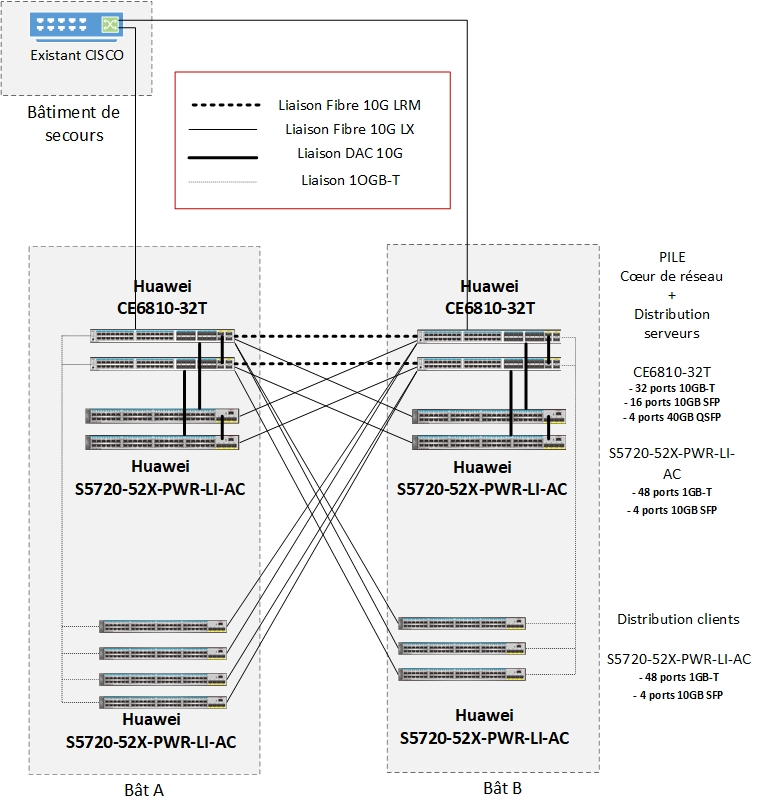 Existant CISCO
Bâtiment de
secours
Liaison Fibre 10G LRM
Liaison Fibre 10G LX
Liaison DAC 10G
Liaison 1OGB-T
Huawei
CE6810-32T
Huawei
S5720-52X-PWR-LI-AC
Huawei
S5720-52X-PWR-LI-AC
Bât A
Huawei
CE6810-32T
Huawei
S5720-52X-PWR-LI-AC
Huawei
S5720-52X-PWR-LI-AC
Bât B
PILE
Cœur de réseau
+
Distribution
serveurs
CE6810-32T
- 32 ports 10GB-T
- 16 ports 10GB SFP
- 4 ports 40GB QSFP
S5720-52X-PWR-LI-
AC
- 48 ports 1GB-T
- 4 ports 10GB SFP
Distribution clients
S5720-52X-PWR-LI-AC
- 48 ports 1GB-T
- 4 ports 10GB SFP